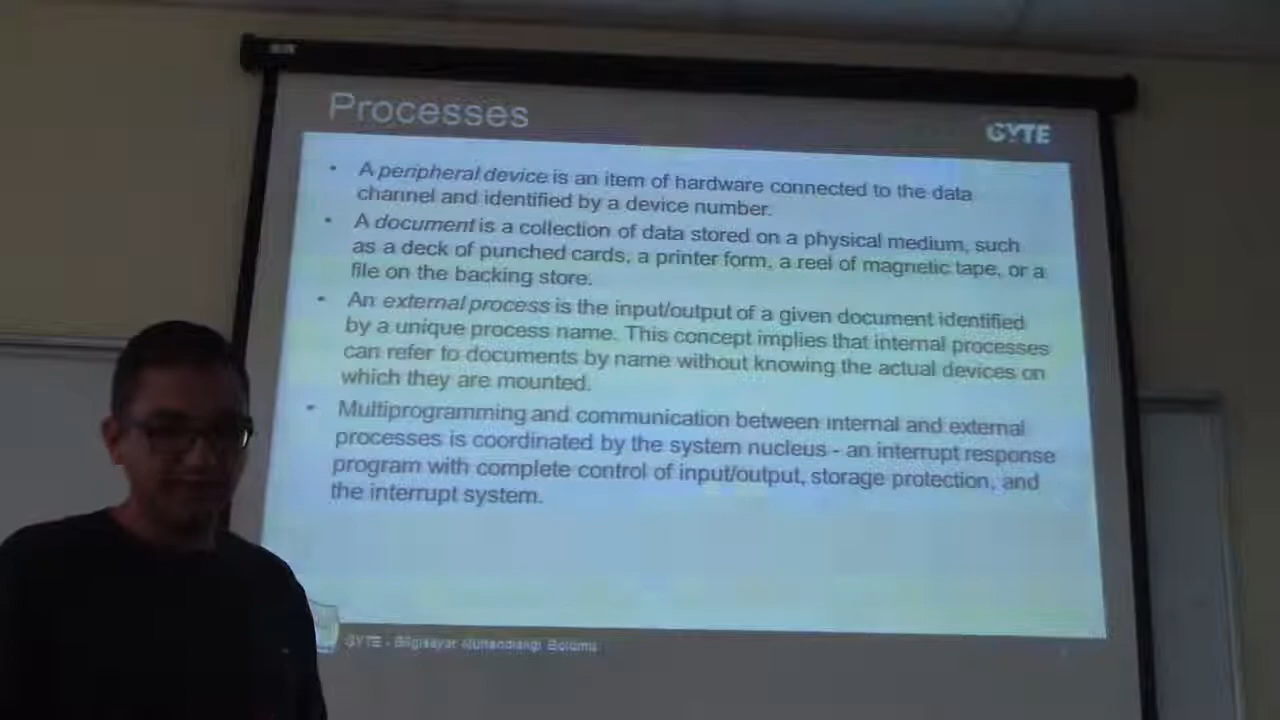 Processes
GYTE
• A peripheral device is an item of hardware connected to the data
channel and identified by a device number.
• A document is a collection of data stored on a physical medium, such
as a deck of punched cards, a printer form, a reel of magnetic tape, or a
file on the backing store.
• An external process is the input/output of a given document identified
by a unique process name. This concept implies that internal processes
can refer to documents by name without knowing the actual devices on
which they are mounted.
• Multiprogramming and communication between internal and external
processes is coordinated by the system nucleus - an interrupt response
program with complete control of input/output, storage protection, and
the interrupt system.
GYTE - Bilgisayar